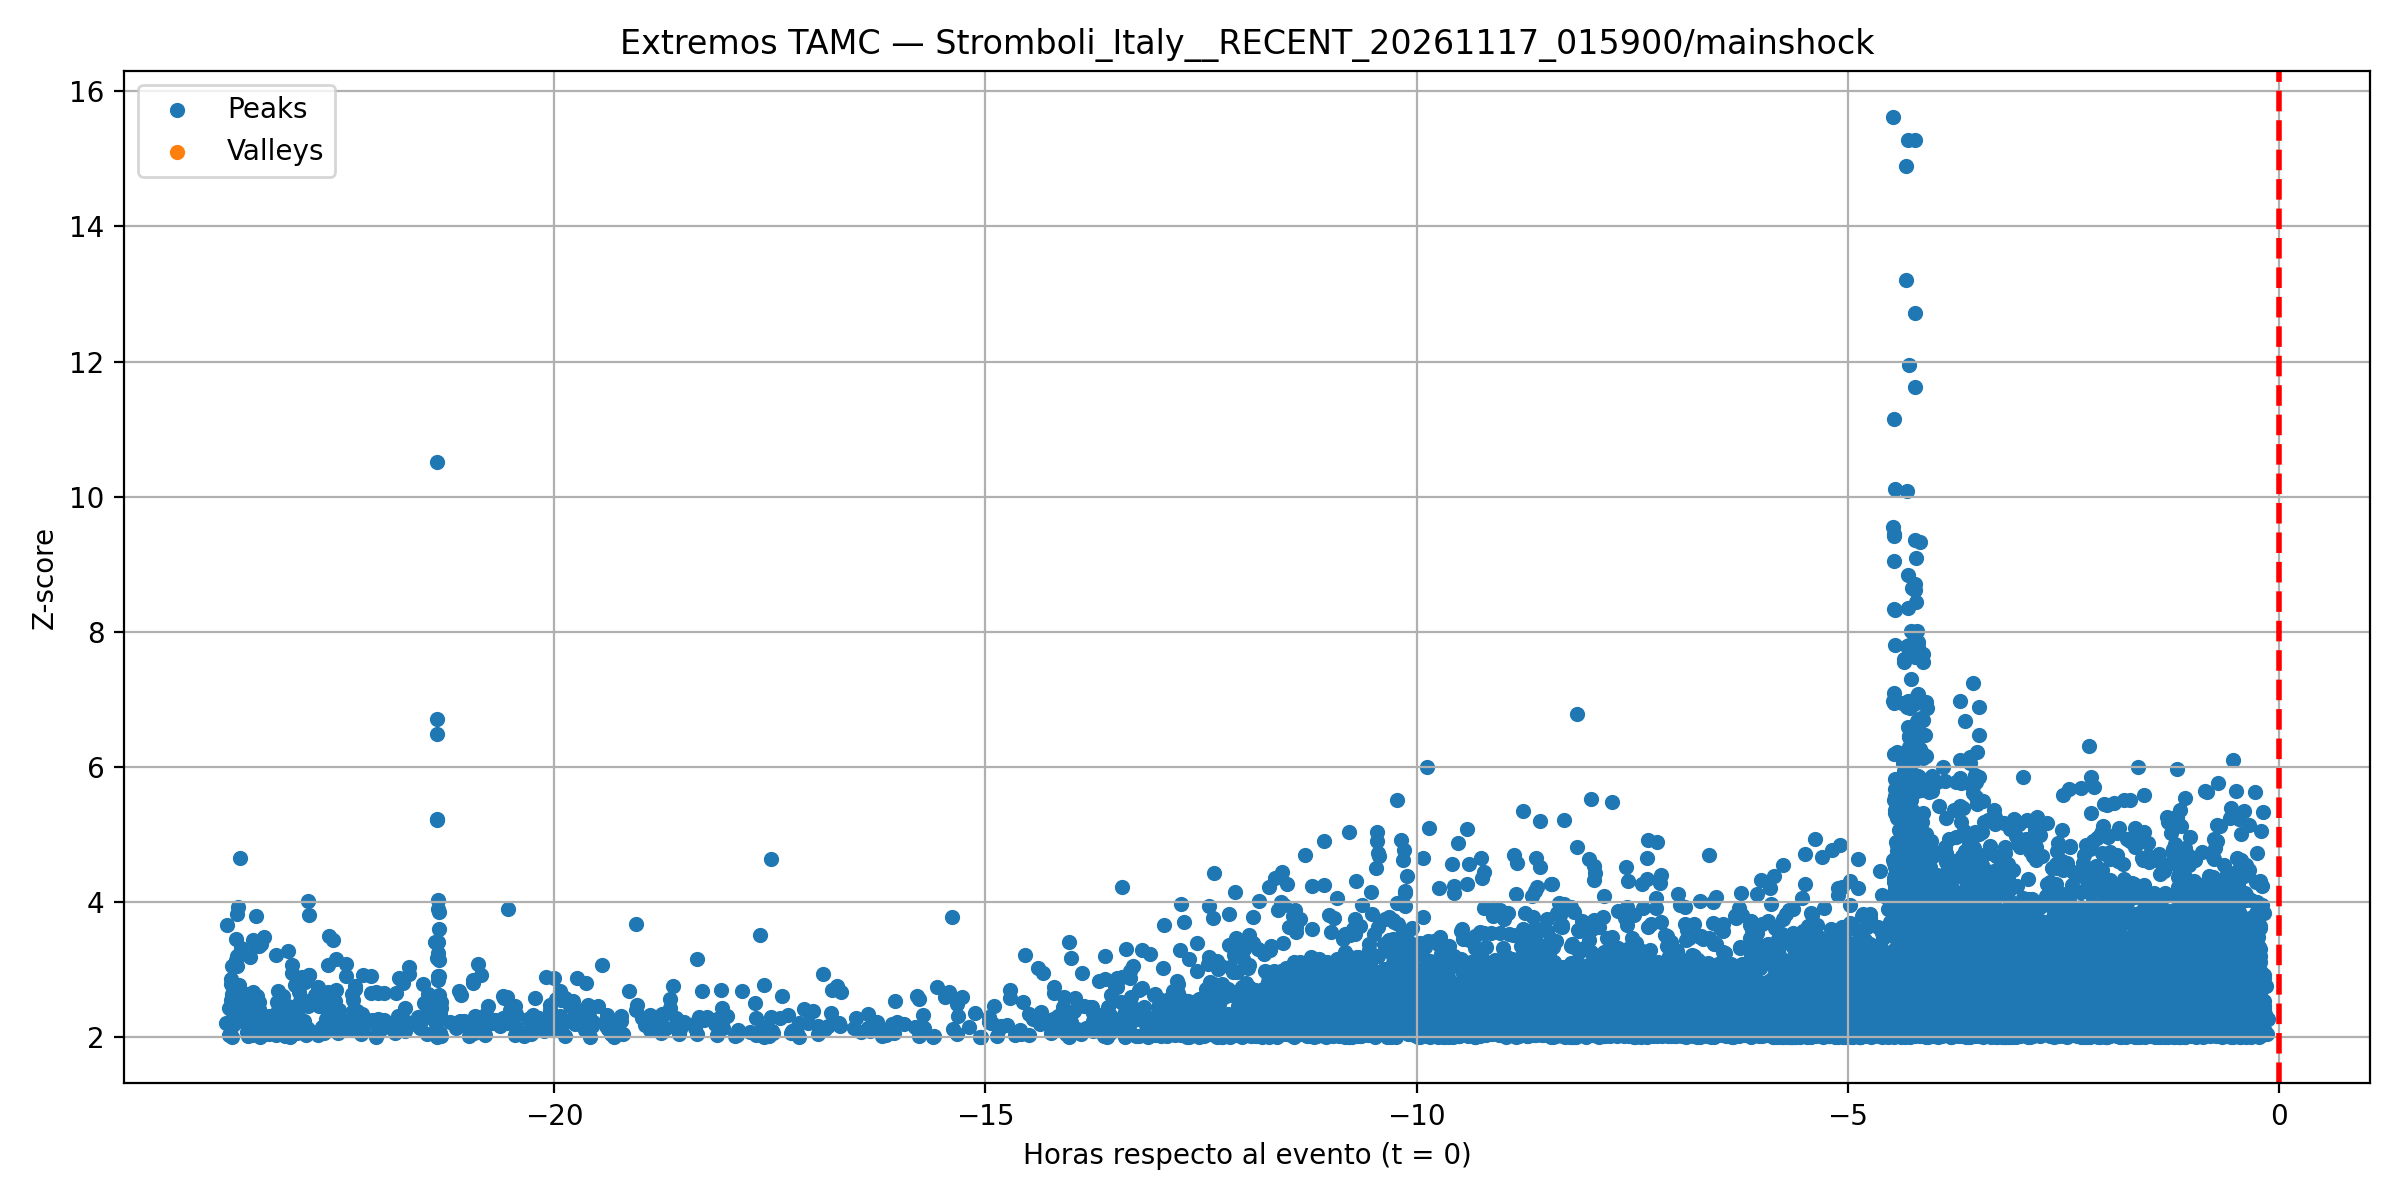 Extremos TAMC — Stromboli_Italy__RECENT_20261117_015900/mainshock
Peaks
Valleys
16
14
12
10
8
6
4
2
Z-score
−20
−15
−10
−5
0
Horas respecto al evento (t = 0)